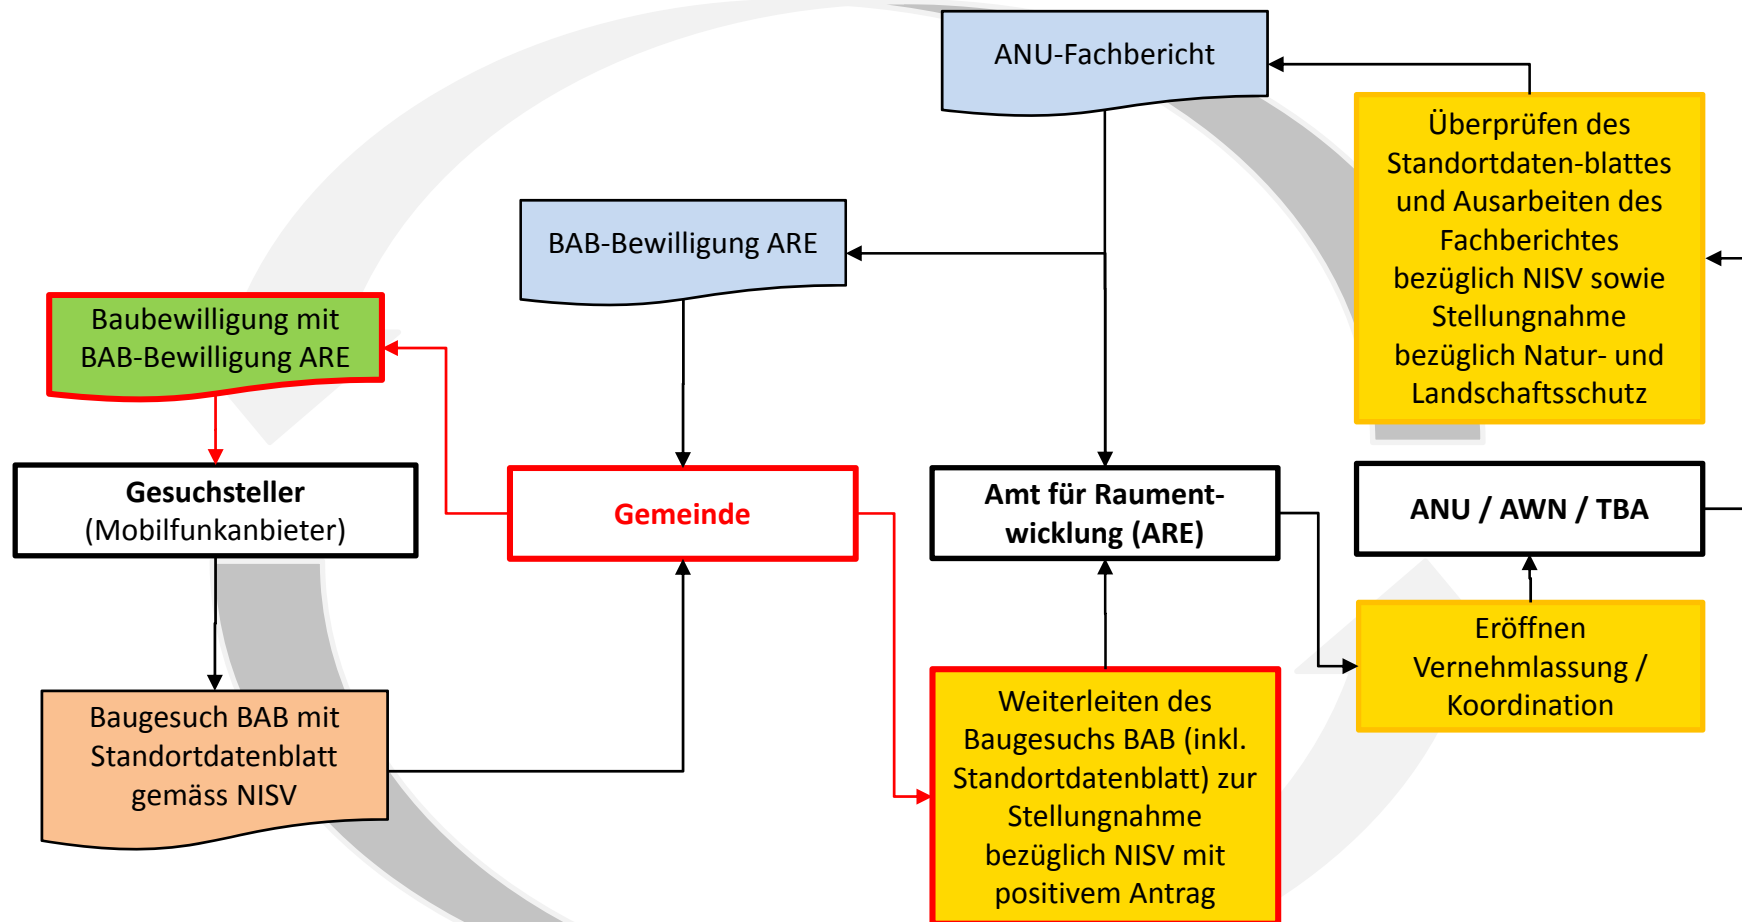 ANU-Fachbericht
Überprüfen des
Standortdaten-blattes
und Ausarbeiten des
Fachberichtes
bezüglich NISV sowie
Stellungnahme
bezüglich Natur- und
Landschaftsschutz
BAB-Bewilligung ARE
Baubewilligung mit
BAB-Bewilligung ARE
Gesuchsteller
(Mobilfunkanbieter)
Gemeinde
Amt für Raument-
wicklung (ARE)
ANU / AWN / TBA
Baugesuch BAB mit
Standortdatenblatt
gemäss NISV
Weiterleiten des
Baugesuchs BAB (inkl.
Standortdatenblatt) zur
Stellungnahme
bezüglich NISV mit
positivem Antrag
Eröffnen
Vernehmlassung /
Koordination